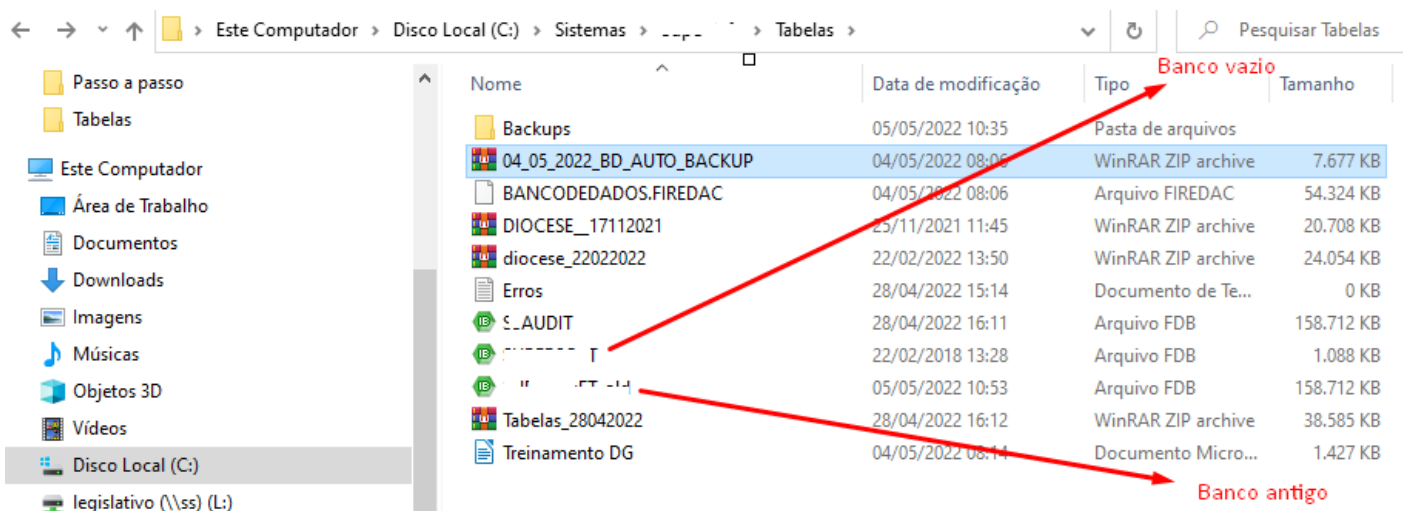 Este Computador > Disco Local (C:) > Sistemas > > Tabelas >
Pesquisar Tabelas
Passo a passo
Tabelas
Este Computador
Área de Trabalho
Documentos
Downloads
Imagens
Músicas
Objetos 3D
Vídeos
Disco Local (C:)
legislativo (\\ss) (L:)
Banco vazio
Nome Data de modificação Tipo Tamanho
Backups 05/05/2022 10:35 Pasta de arquivos
04_05_2022_BD_AUTO_BACKUP 04/05/2022 08:06 WinRAR ZIP archive 7.677 KB
BANCODEDADOS.FIREDAC 04/05/2022 08:06 Arquivo FIREDAC 54.324 KB
DIOCESE__17112021 25/11/2021 11:45 WinRAR ZIP archive 20.708 KB
diocese_22022022 22/02/2022 13:50 WinRAR ZIP archive 24.054 KB
Erros 28/04/2022 15:14 Documento de Te... 0 KB
AUDIT 28/04/2022 16:11 Arquivo FDB 158.712 KB
22/02/2018 13:28 Arquivo FDB 1.088 KB
05/05/2022 10:53 Arquivo FDB 158.712 KB
Tabelas_28042022 28/04/2022 16:12 WinRAR ZIP archive 38.585 KB
Treinamento DG 04/05/2022 08:14 Documento Micro... 1.427 KB
Banco antigo